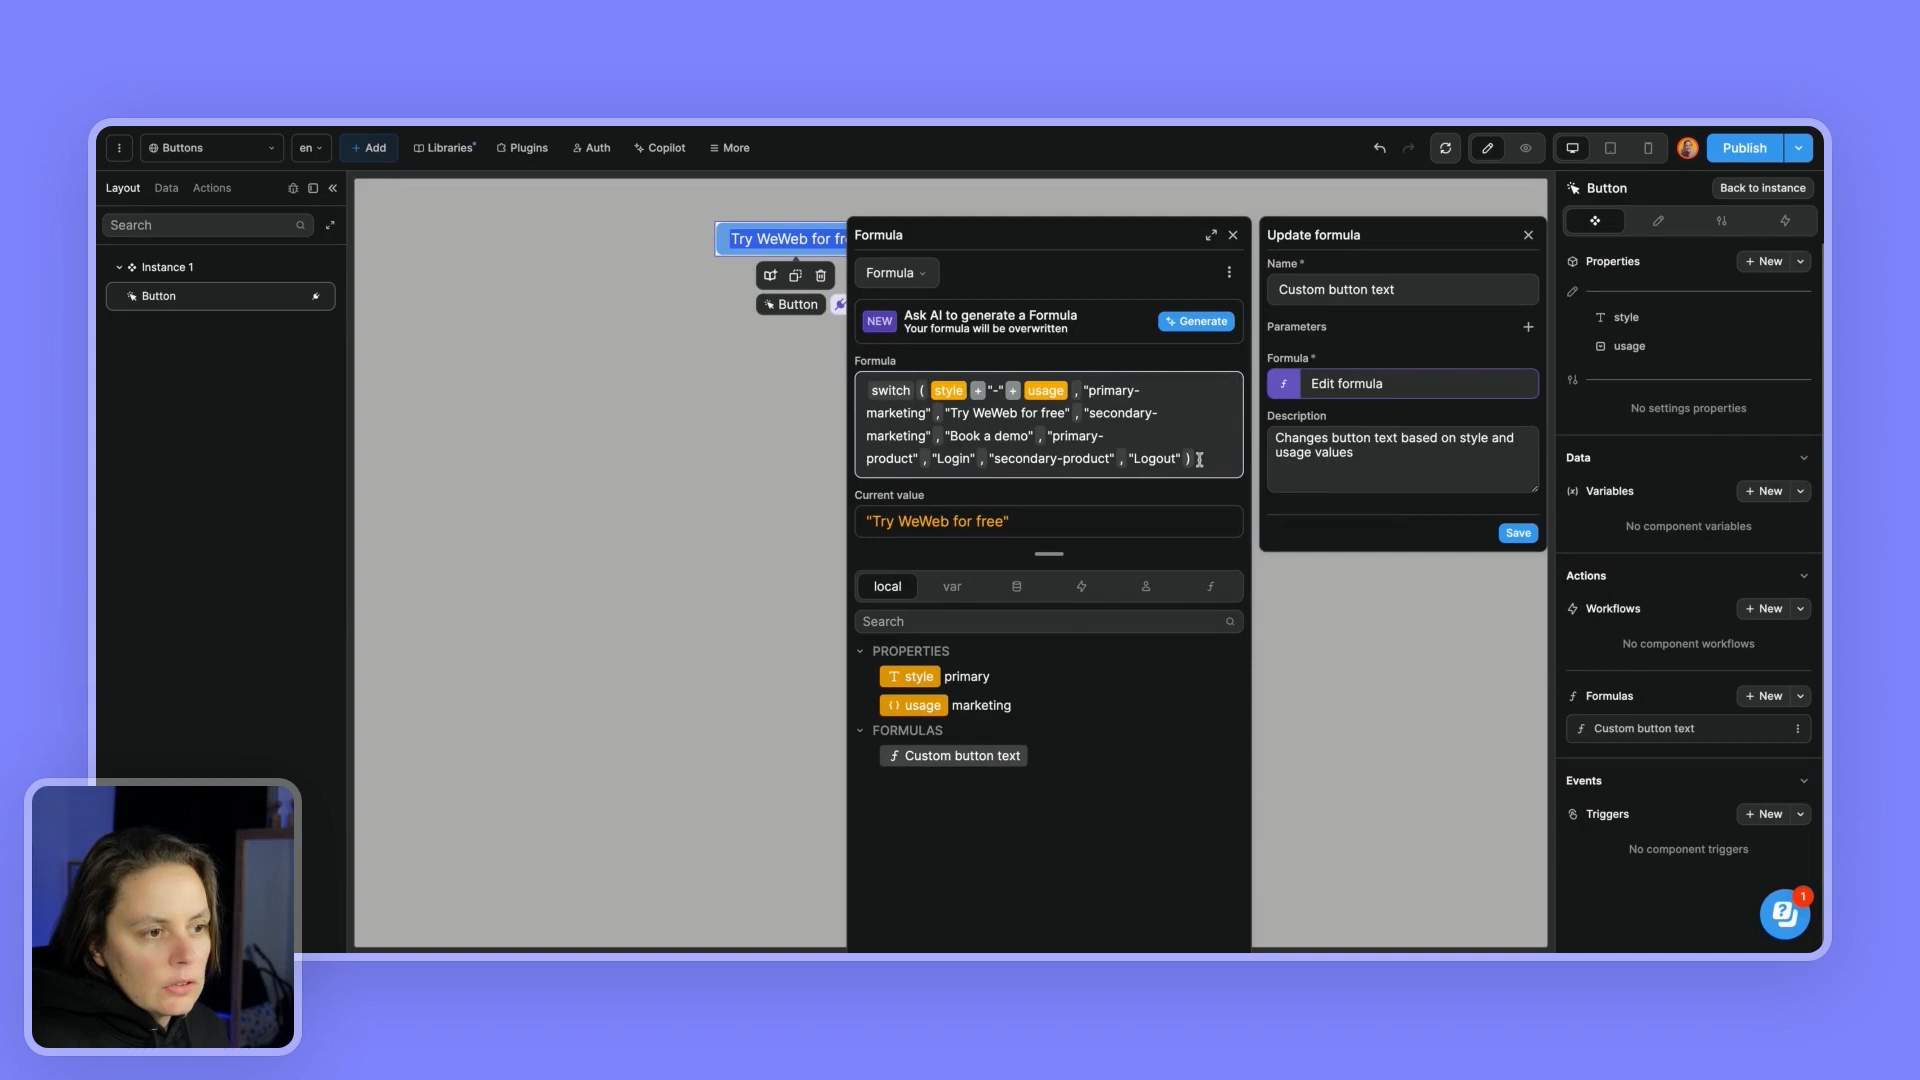 Buttons
en
+ Add
Libraries
Plugins
Auth
Copilot
More
Publish
Layout
Data
Actions
Search
Instance 1
Button
Try WeWeb for fr
Button
Formula
Formula
NEW
Ask AI to generate a Formula
Your formula will be overwritten
Generate
Formula
switch ( style + "-" + usage , "primary-
marketing" , "Try WeWeb for free" , "secondary-
marketing" , "Book a demo" , "primary-
product" , "Login" , "secondary-product" , "Logout" )
Current value
"Try WeWeb for free"
local
var
Search
PROPERTIES
style primary
usage marketing
FORMULAS
Custom button text
Update formula
Name *
Custom button text
Parameters
Formula *
Edit formula
Description
Changes button text based on style and
usage values
Save
Button
Back to instance
Properties
+ New
style
usage
No settings properties
Data
Variables
+ New
No component variables
Actions
Workflows
+ New
No component workflows
Formulas
+ New
Custom button text
Events
Triggers
+ New
No component triggers
1